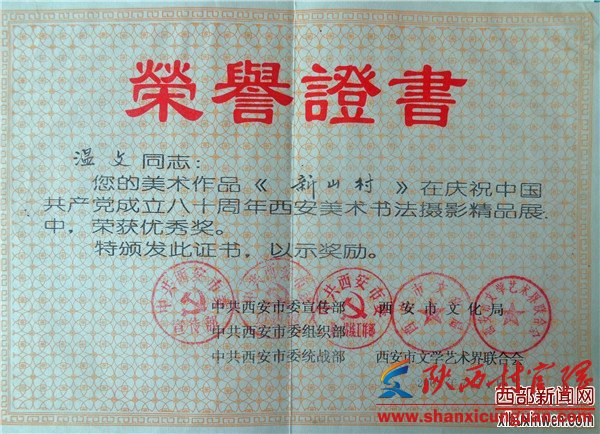 榮譽證書
温文同志:
您的美术作品《新山村》在庆祝中国
共产党成立八十周年西安美术书法摄影精品展
中，荣获优秀奖。
特颁发此证书，以示奖励。
中共西安市委宣传部 西安市文化局
中共西安市委组织部
中共西安市委统战部 西安市文学艺术界联合会
陕西村官网
www.shanxicunguan.com
西部新闻网